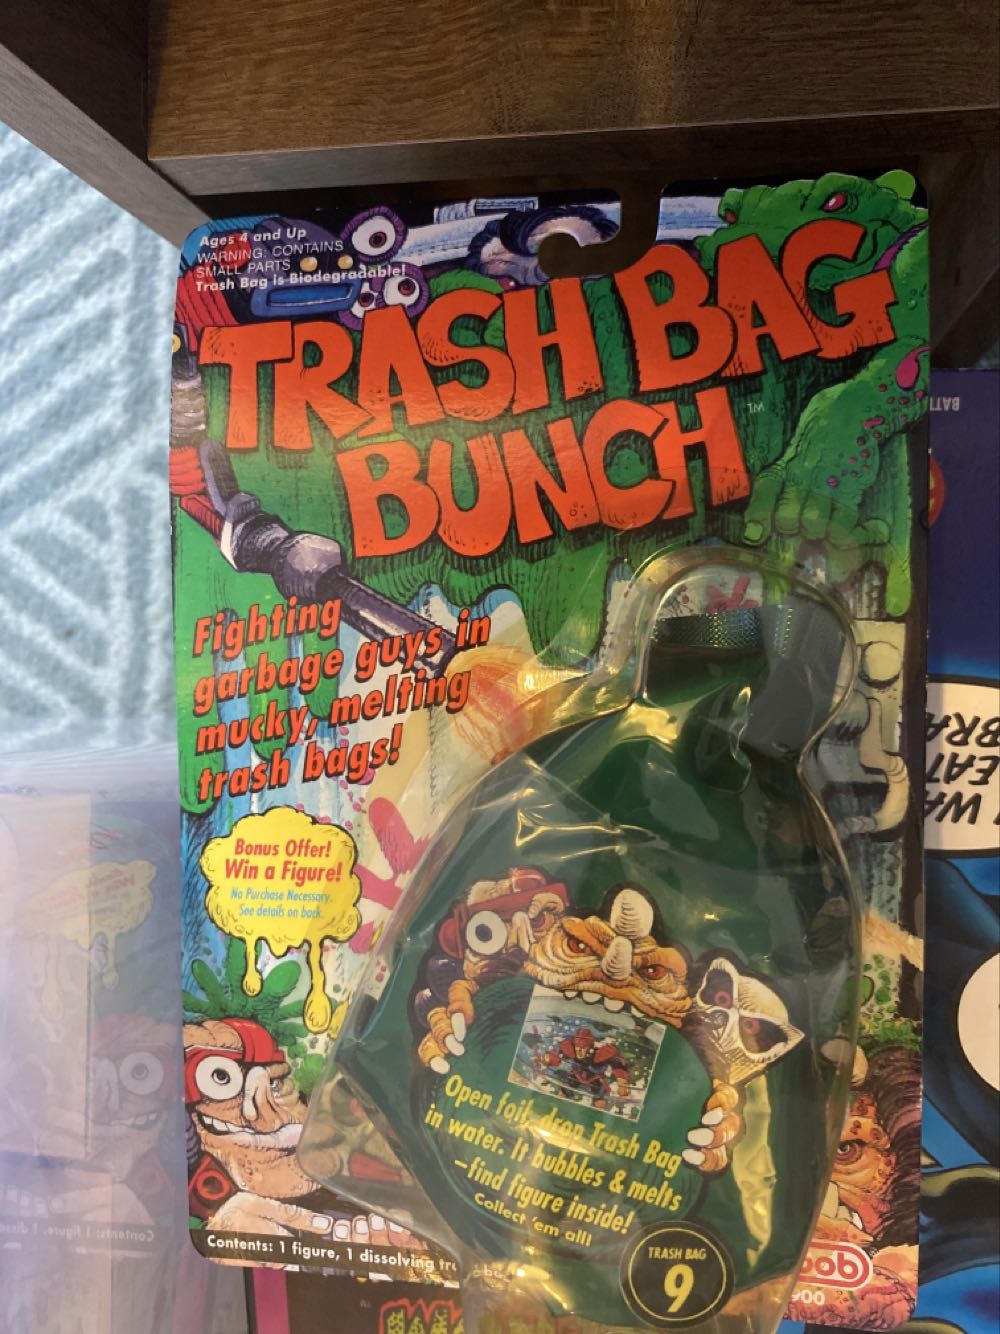 Ages 4 and Up
WARNING: CONTAINS
SMALL PARTS
Trash Bag is Biodegradable!
TRASH BAG
BUNCH™
Fighting
garbage guys in
mucky, melting
trash bags!
Bonus Offer!
Win a Figure!
No Purchase Necessary.
See details on back.
Open foil, drop Trash Bag
in water. It bubbles & melts
–find figure inside!
Collect 'em all!
TRASH BAG
9
Contents: 1 figure, 1 dissolving
oob
900